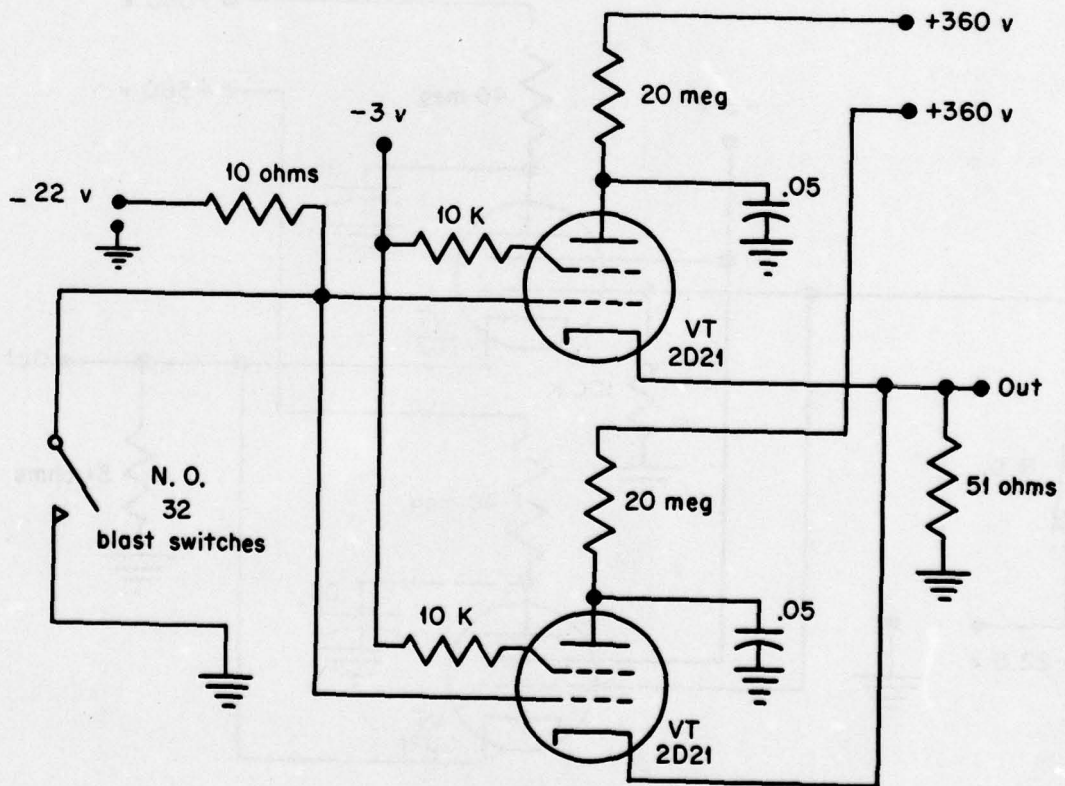 +360 v
20 meg
+360 v
-3 v
10 ohms
.05
- 22 v
10 K
VT
2D21
Out
N. O.
32
blast switches
20 meg
51 ohms
10 K
.05
VT
2D21